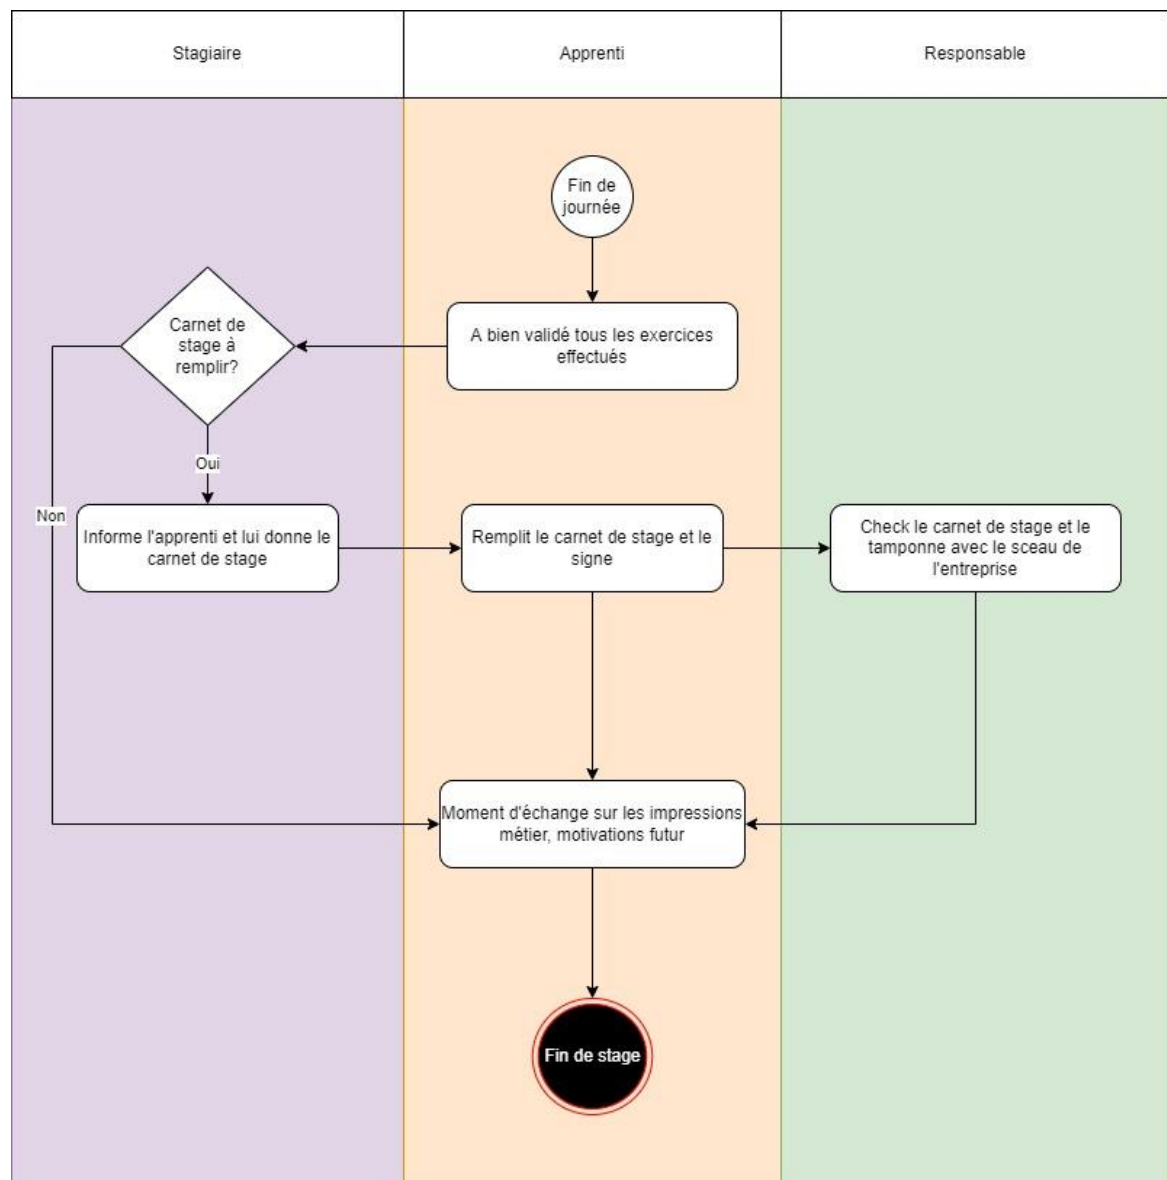 Stagiaire
Apprenti
Responsable
Fin de
journée
A bien validé tous les exercices
effectués
Carnet de
stage à
remplir?
Oui
Non
Informe l'apprenti et lui donne le
carnet de stage
Remplit le carnet de stage et le
signe
Check le carnet de stage et le
tamponne avec le sceau de
l'entreprise
Moment d'échange sur les impressions
métier, motivations futur
Fin de stage